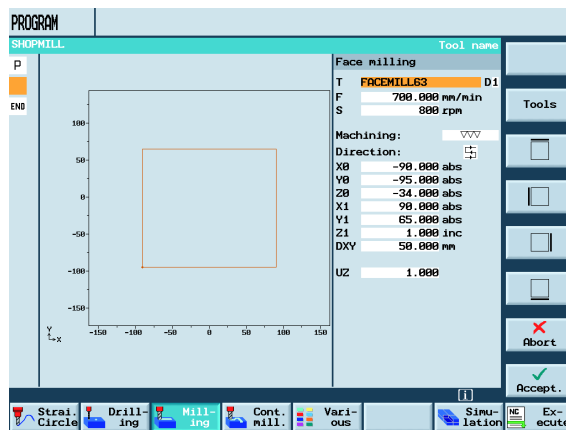 PROGRAM
SHOPMILL Tool name
P
END
Face milling
T FACEMILL63 D1
F 700.000 mm/min
S 800 rpm
Machining: ▽▽▽
Direction:
X0 -90.000 abs
Y0 -95.000 abs
Z0 -34.000 abs
X1 90.000 abs
Y1 65.000 abs
Z1 1.000 inc
DXY 50.000 mm
UZ 1.000
100
50
0
-50
-100
-150
-150 -100 -50 0 50 100 150
Y
X
Tools
Abort
Accept.
i
Strai.
Circle
Drill-
ing
Mill-
ing
Cont.
mill.
Vari-
ous
Simu-
lation
NC
Ex-
ecute